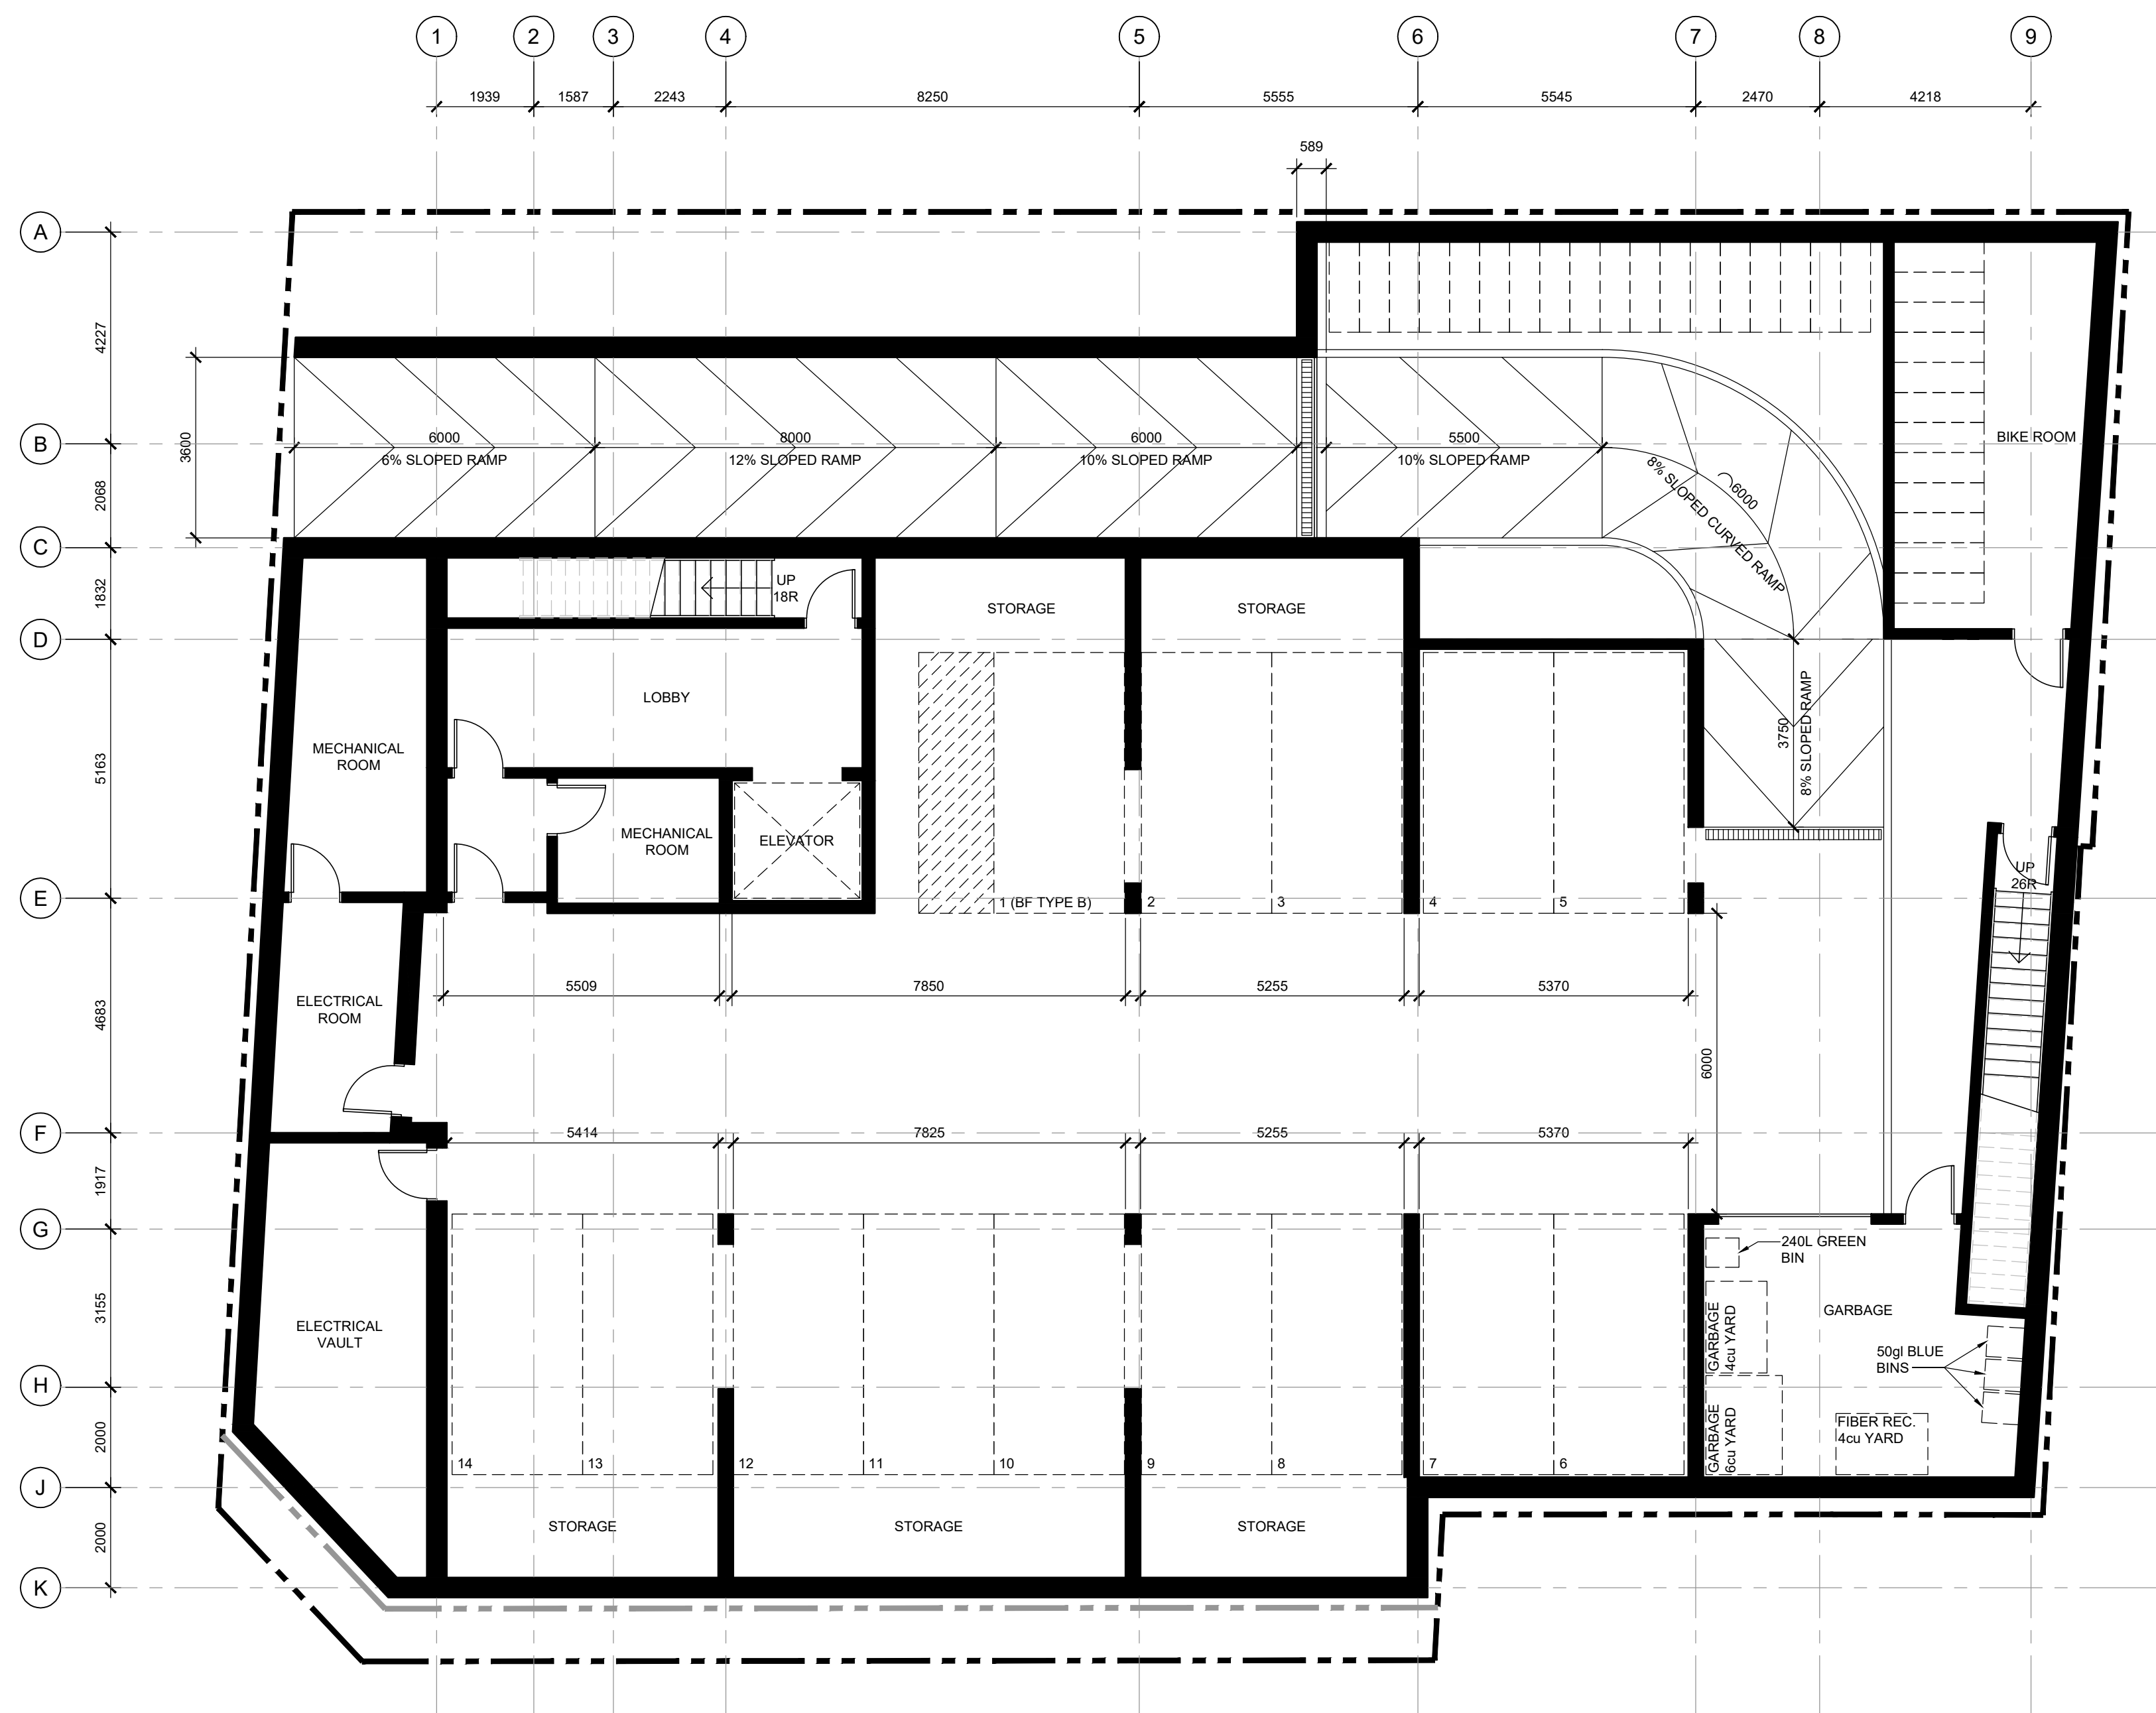 1 2 3 4 5 6 7 8 9
1939 1587 2243 8250 5555 5545 2470 4218
589
A
4227
3600
B
6000 8000 6000 5500
6% SLOPED RAMP 12% SLOPED RAMP 10% SLOPED RAMP 10% SLOPED RAMP
8% SLOPED CURVED RAMP
6000
BIKE ROOM
2068
C
1832
UP
18R
STORAGE STORAGE
D
5163
LOBBY
MECHANICAL
ROOM
3750
8% SLOPED RAMP
MECHANICAL
ROOM
ELEVATOR
UP
26R
E
1 (BF TYPE B) 2 3 4 5
4683
ELECTRICAL
ROOM
5509 7850 5255 5370
6000
F
5414 7825 5255 5370
1917
G
240L GREEN
BIN
3155
ELECTRICAL
VAULT
GARBAGE
4cu YARD
GARBAGE
50gl BLUE
BINS
H
2000
GARBAGE
6cu YARD
FIBER REC.
4cu YARD
14 13 12 11 10 9 8 7 6
J
2000
STORAGE STORAGE STORAGE
K